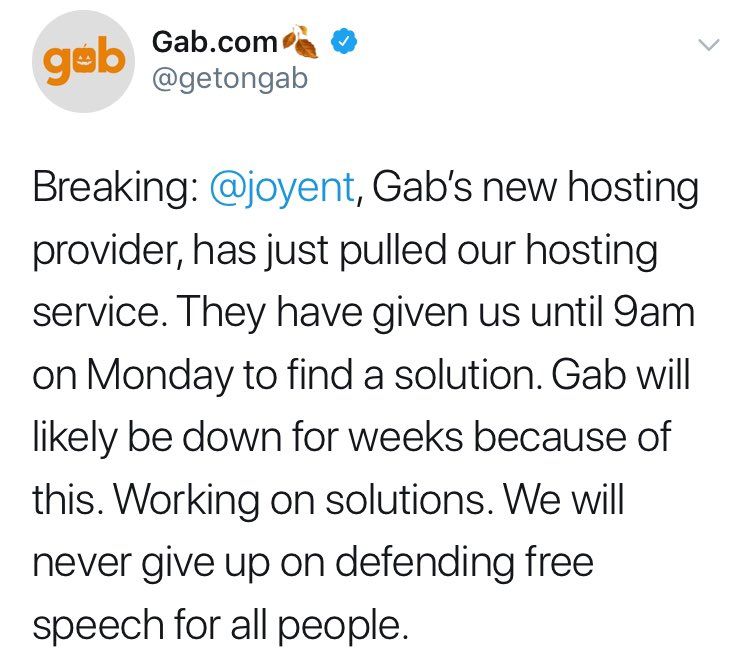 gab
Gab.com🍂
@getongab
Breaking: @joyent, Gab’s new hosting
provider, has just pulled our hosting
service. They have given us until 9am
on Monday to find a solution. Gab will
likely be down for weeks because of
this. Working on solutions. We will
never give up on defending free
speech for all people.